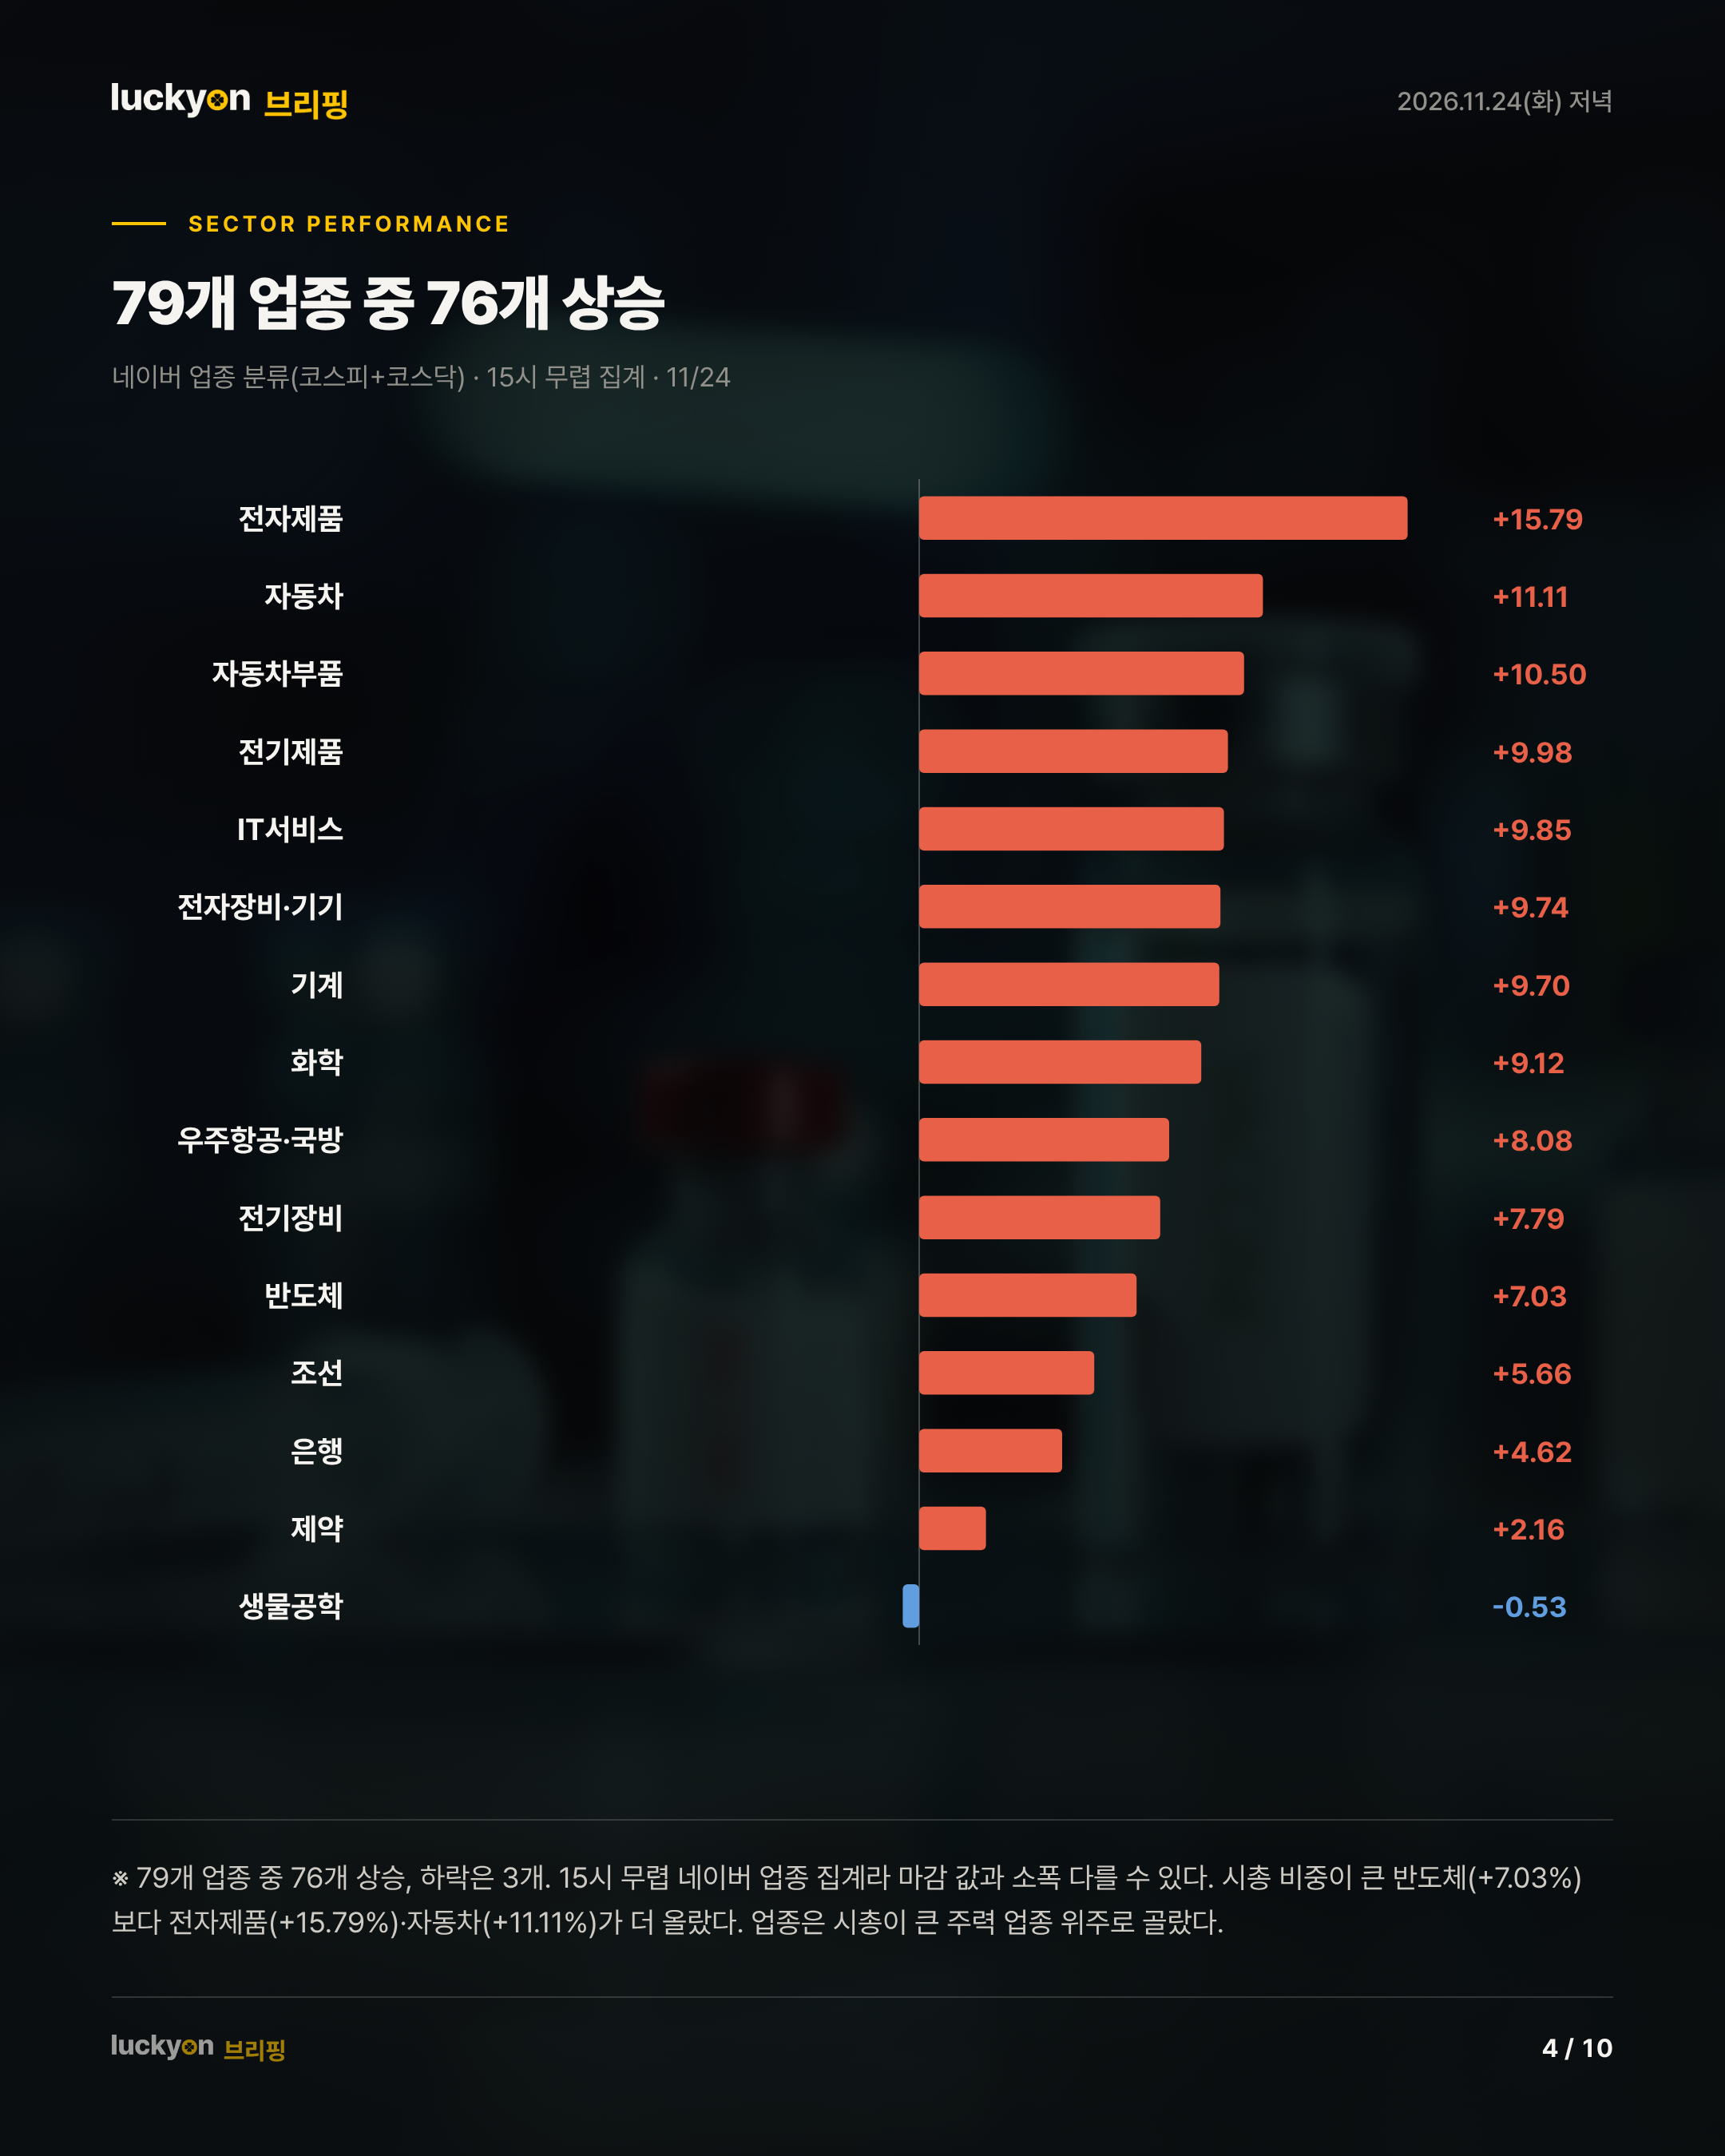 luckyon 브리핑
2026.11.24(화) 저녁
SECTOR PERFORMANCE
79개 업종 중 76개 상승
네이버 업종 분류(코스피+코스닥) · 15시 무렵 집계 · 11/24
전자제품 +15.79
자동차 +11.11
자동차부품 +10.50
전기제품 +9.98
IT서비스 +9.85
전자장비·기기 +9.74
기계 +9.70
화학 +9.12
우주항공·국방 +8.08
전기장비 +7.79
반도체 +7.03
조선 +5.66
은행 +4.62
제약 +2.16
생물공학 -0.53
※ 79개 업종 중 76개 상승, 하락은 3개. 15시 무렵 네이버 업종 집계라 마감 값과 소폭 다를 수 있다. 시총 비중이 큰 반도체(+7.03%)
보다 전자제품(+15.79%)·자동차(+11.11%)가 더 올랐다. 업종은 시총이 큰 주력 업종 위주로 골랐다.
luckyon 브리핑
4 / 10